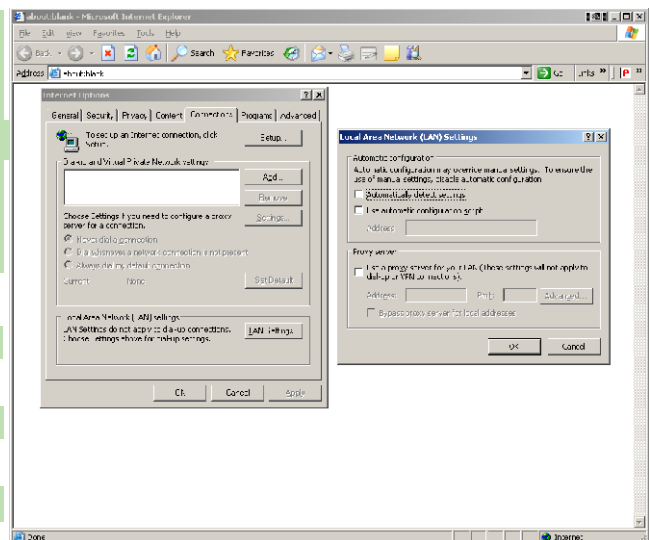 about:blank - Microsoft Internet Explorer
File Edit View Favorites Tools Help
Back Search Favorites
Address about:blank Go Links »
Internet Options
General Security Privacy Content Connections Programs Advanced
To set up an Internet connection, click
Setup.
Setup...
Dial-up and Virtual Private Network settings
Add...
Remove
Choose Settings if you need to configure a proxy
server for a connection.
Settings...
Never dial a connection
Dial whenever a network connection is not present
Always dial my default connection
Current None
Set Default
Local Area Network (LAN) settings
LAN Settings do not apply to dial-up connections.
Choose Settings above for dial-up settings.
LAN Settings
OK Cancel Apply
Local Area Network (LAN) Settings
Automatic configuration
Automatic configuration may override manual settings. To ensure the
use of manual settings, disable automatic configuration.
Automatically detect settings
Use automatic configuration script
Address
Proxy server
Use a proxy server for your LAN (These settings will not apply to
dial-up or VPN connections).
Address: Port: Advanced...
Bypass proxy server for local addresses
OK Cancel
Done
Internet